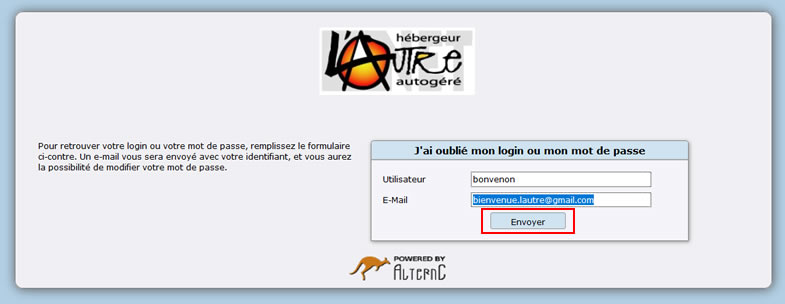 hébergeur
L'AUTRE
NET
autogéré
Pour retrouver votre login ou votre mot de passe, remplissez le formulaire
ci-contre. Un e-mail vous sera envoyé avec votre identifiant, et vous aurez
la possibilité de modifier votre mot de passe.
J'ai oublié mon login ou mon mot de passe
Utilisateur bonvenon
E-Mail bienvenue.lautre@gmail.com
Envoyer
POWERED BY
ALTERNC